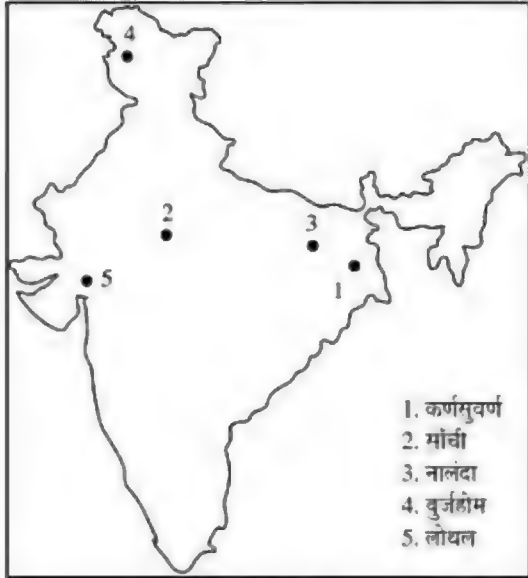 4
2
3
1
5
1. कर्णसुवर्ण
2. सांची
3. नालंदा
4. बुर्जहोम
5. लोथल